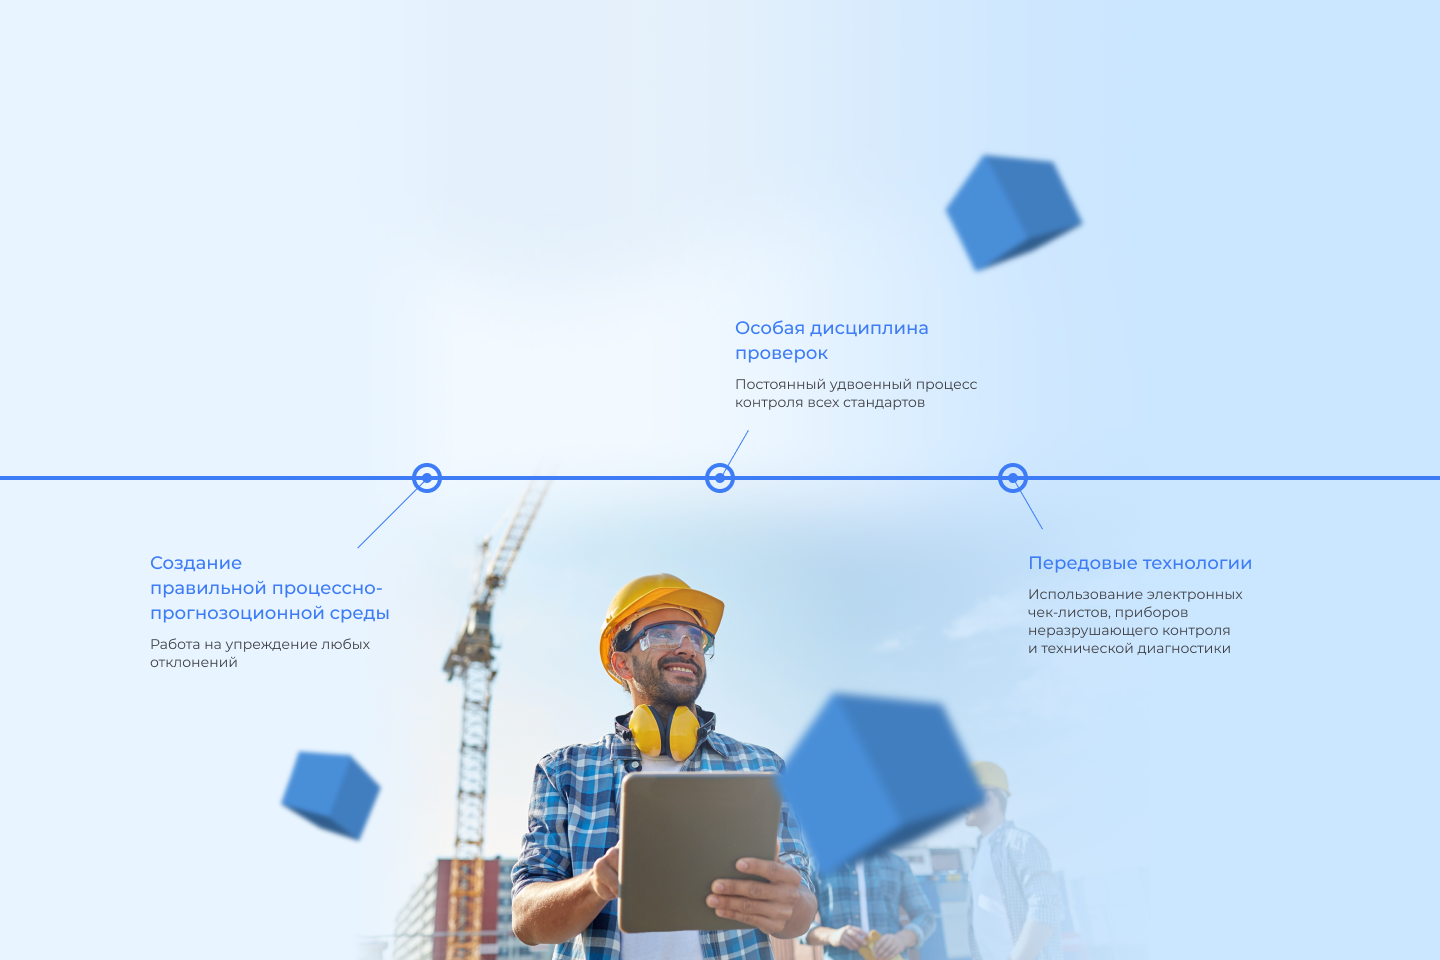 Особая дисциплина
проверок
Постоянный удвоенный процесс
контроля всех стандартов
Создание
правильной процессно-
прогнозоционной среды
Работа на упреждение любых
отклонений
Передовые технологии
Использование электронных
чек-листов, приборов
неразрушающего контроля
и технической диагностики